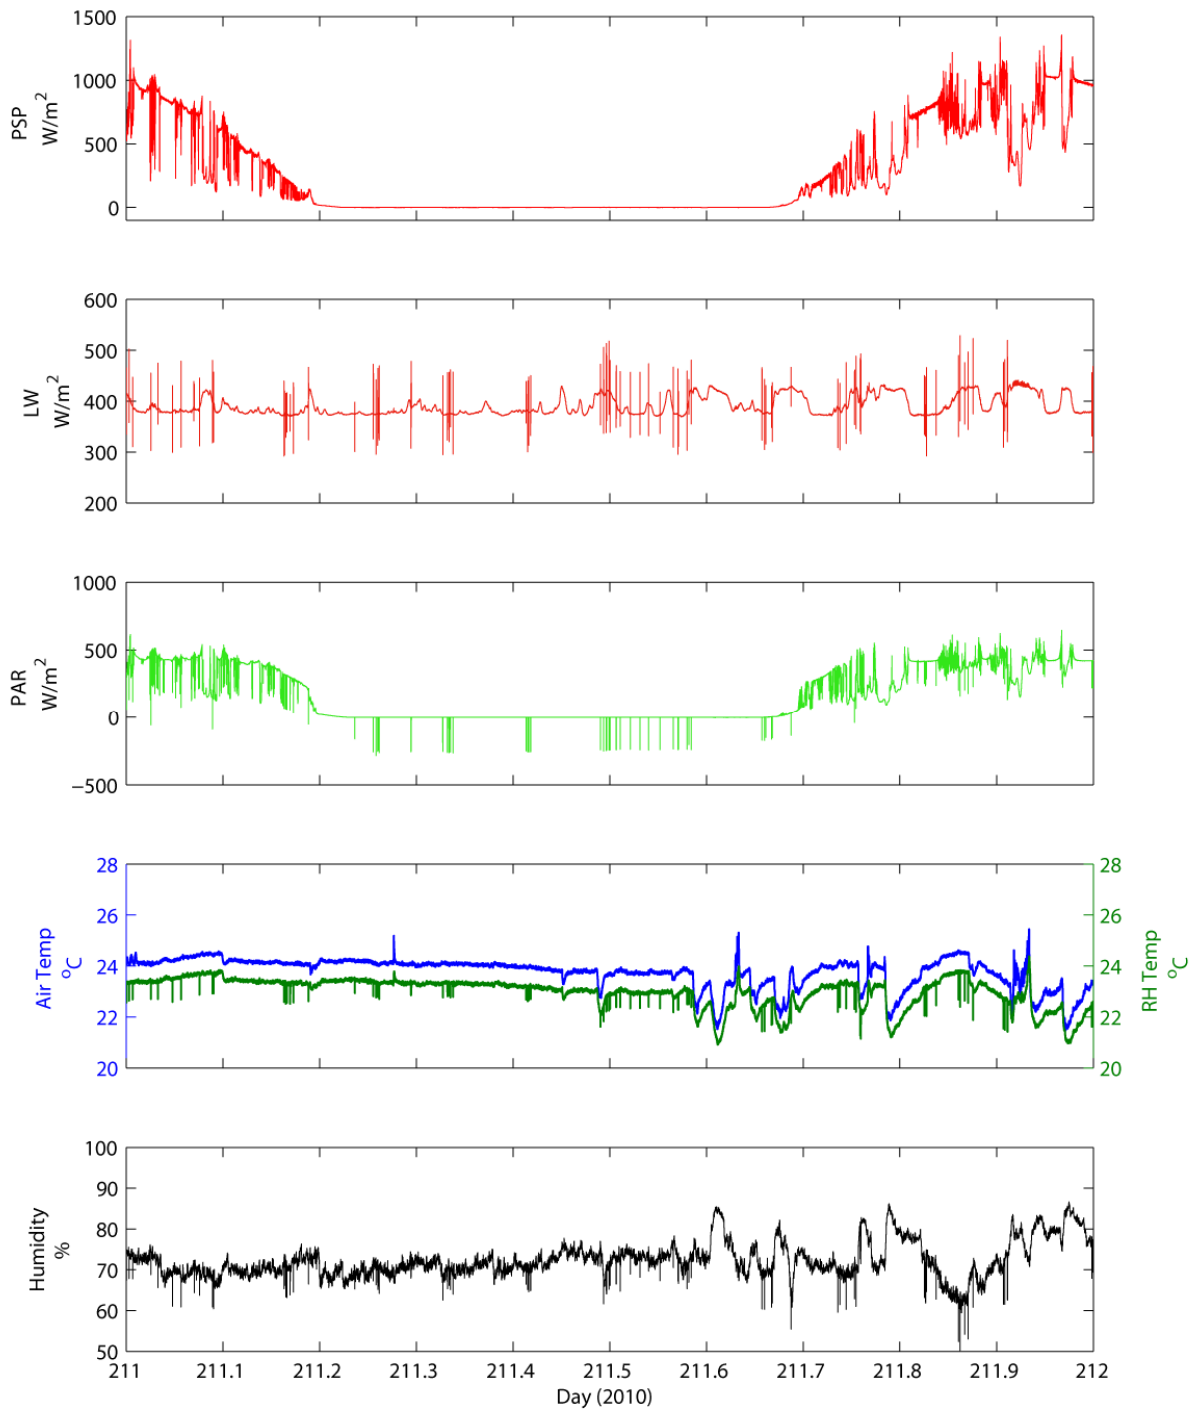 1500
1000
500
0
PSP
W/m2
600
500
400
300
200
LW
W/m2
1000
500
0
−500
PAR
W/m2
28
26
24
22
20
Air Temp
oC
28
26
24
22
20
RH Temp
oC
100
90
80
70
60
50
Humidity
%
211 211.1 211.2 211.3 211.4 211.5 211.6 211.7 211.8 211.9 212
Day (2010)